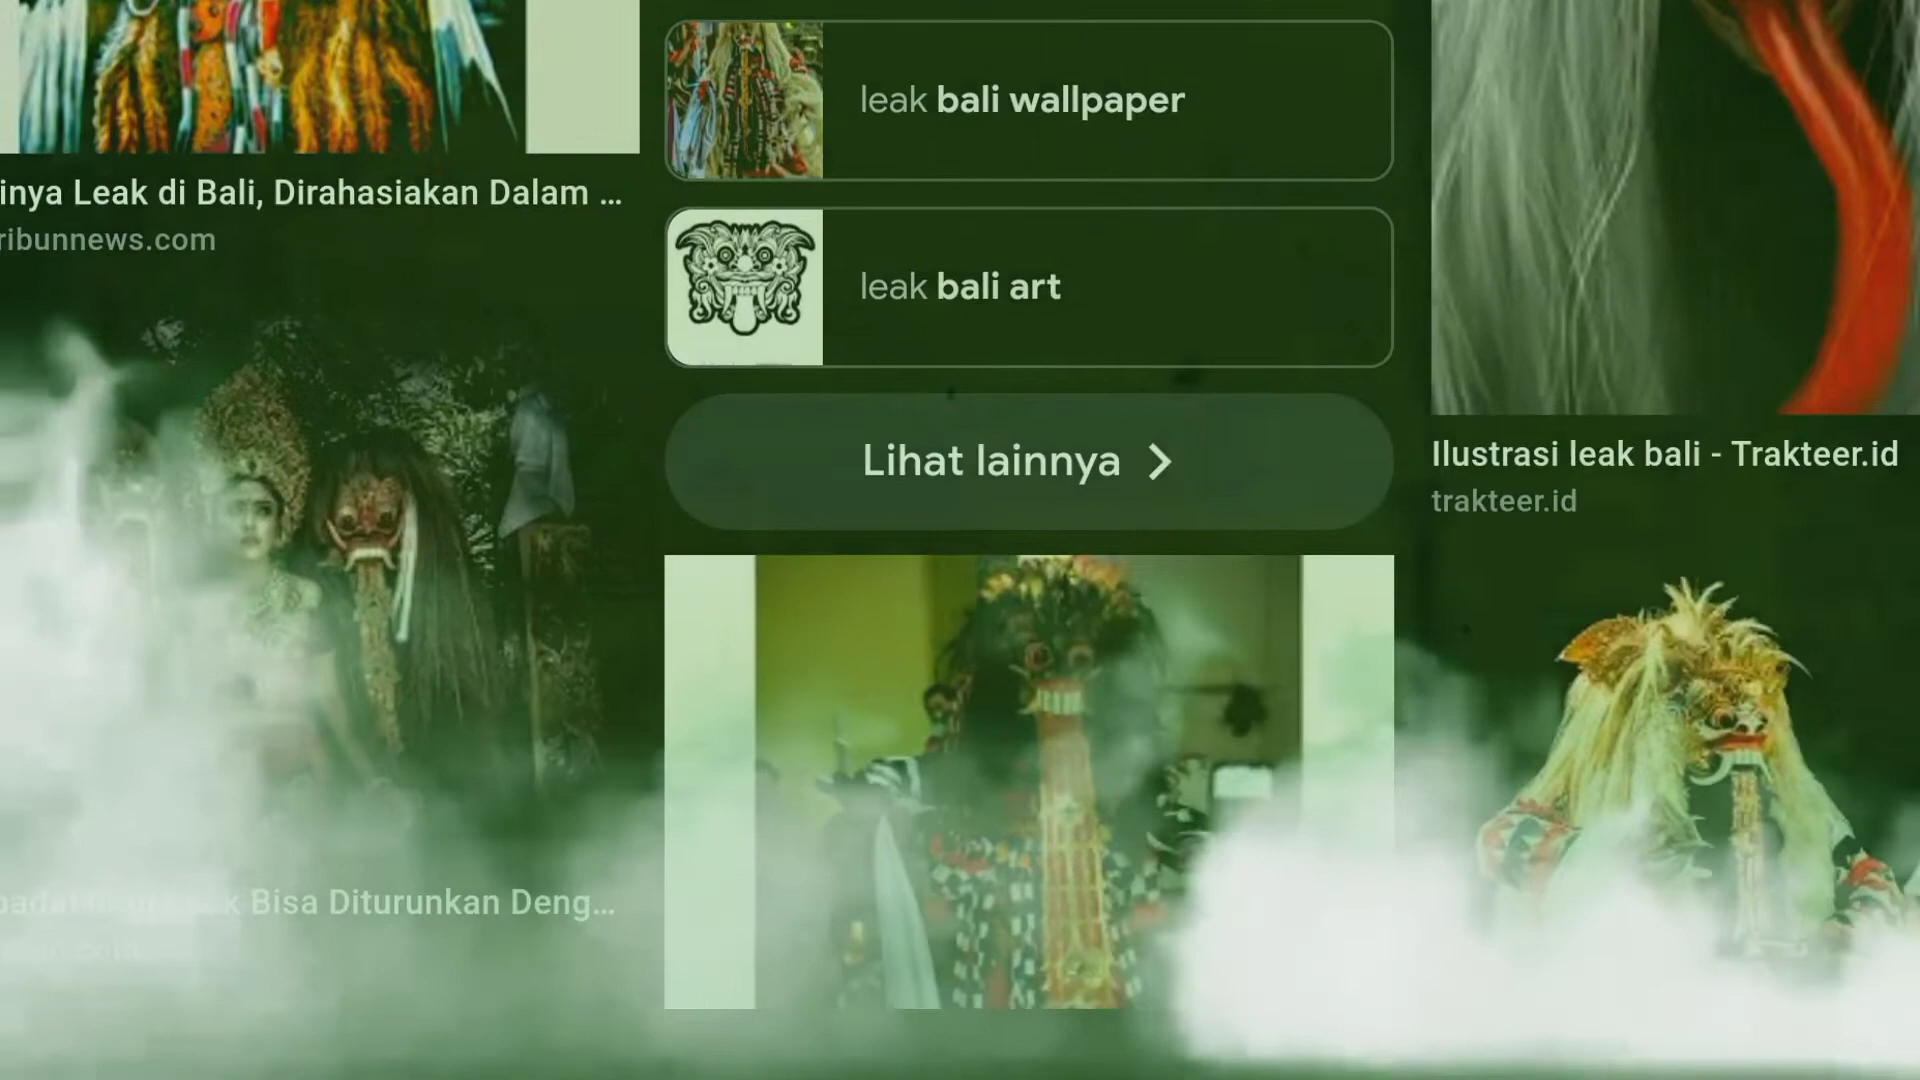 inya Leak di Bali, Dirahasiakan Dalam ...
ribunnews.com
Bisa Diturunkan Deng...
leak bali wallpaper
leak bali art
Lihat lainnya
Ilustrasi leak bali - Trakteer.id
trakteer.id